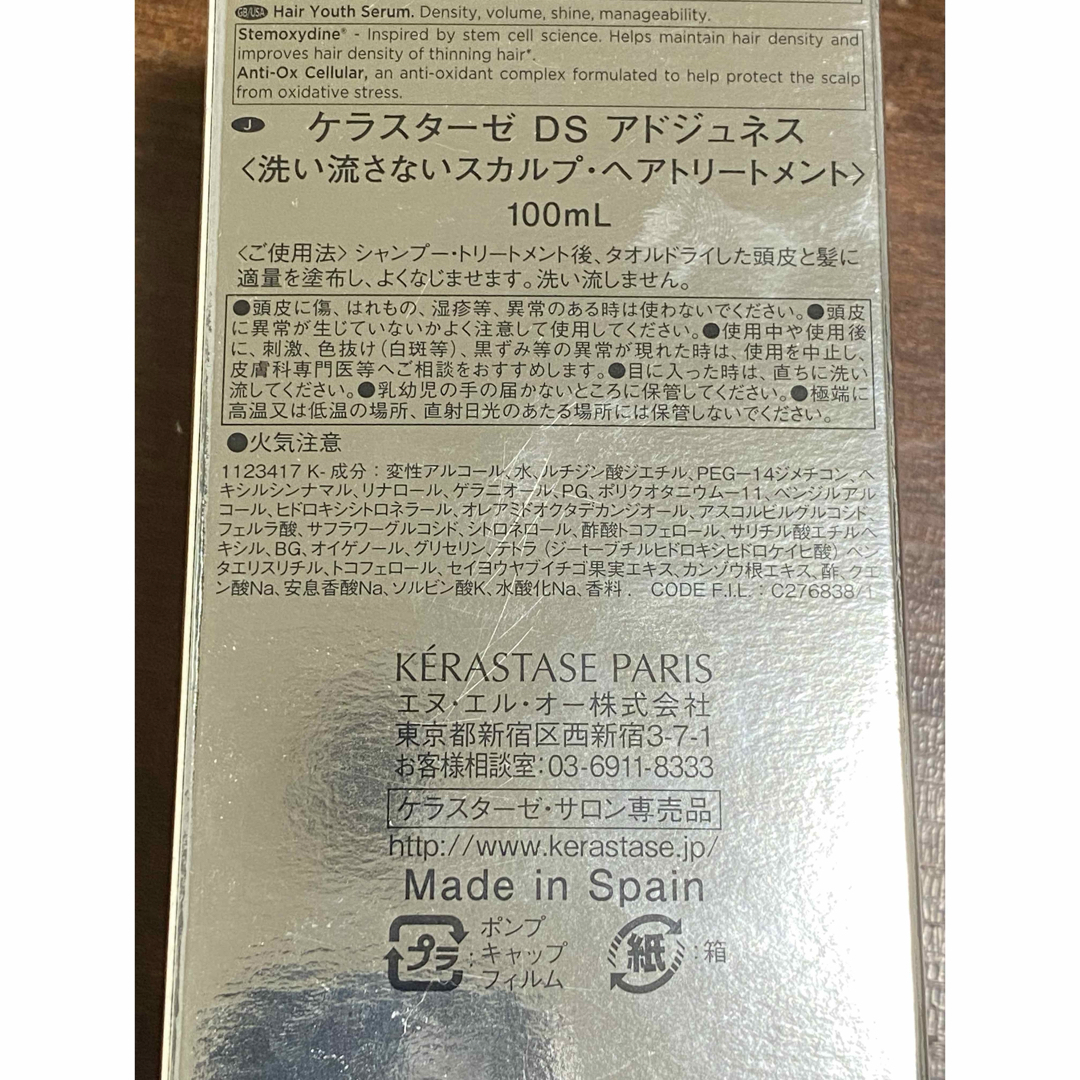 GB/USA Hair Youth Serum. Density, volume, shine, manageability.
Stemoxydine® - Inspired by stem cell science. Helps maintain hair density and
improves hair density of thinning hair*.
Anti-Ox Cellular, an anti-oxidant complex formulated to help protect the scalp
from oxidative stress.
J ケラスターゼ DS アドジュネス
〈洗い流さないスカルプ・ヘアトリートメント〉
100mL
〈ご使用法〉シャンプー・トリートメント後、タオルドライした頭皮と髪に
適量を塗布し、よくなじませます。洗い流しません。
●頭皮に傷、はれもの、湿疹等、異常のある時は使わないでください。●頭皮
に異常が生じていないかよく注意して使用してください。●使用中や使用後
に、刺激、色抜け(白斑等)、黒ずみ等の異常が現れた時は、使用を中止し、
皮膚科専門医等へご相談をおすすめします。●目に入った時は、直ちに洗い
流してください。●乳幼児の手の届かないところに保管してください。●極端に
高温又は低温の場所、直射日光のあたる場所には保管しないでください。
●火気注意
1123417 K- 成分：変性アルコール、水、ルチジン酸ジエチル、PEG－14ジメチコン、ヘ
キシルシンナマル、リナロール、ゲラニオール、PG、ポリクオタニウム－11、ベンジルアル
コール、ヒドロキシシトロネラール、オレアミドオクタデカンジオール、アスコルビルグルコシド、
フェルラ酸、サフラワーグルコシド、シトロネロール、酢酸トコフェロール、サリチル酸エチルヘ
キシル、BG、オイゲノール、グリセリン、テトラ（ジーtーブチルヒドロキシヒドロケイヒ酸）ペン
タエリスリチル、トコフェロール、セイヨウヤブイチゴ果実エキス、カンゾウ根エキス、酢、クエ
ン酸Na、安息香酸Na、ソルビン酸K、水酸化Na、香料． CODE F.I.L.：C276838/1
KÉRASTASE PARIS
エヌ・エル・オー株式会社
東京都新宿区西新宿3-7-1
お客様相談室：03-6911-8333
ケラスターゼ・サロン専売品
http://www.kerastase.jp/
Made in Spain
プラ：ポンプ
キャップ
フィルム
紙：箱